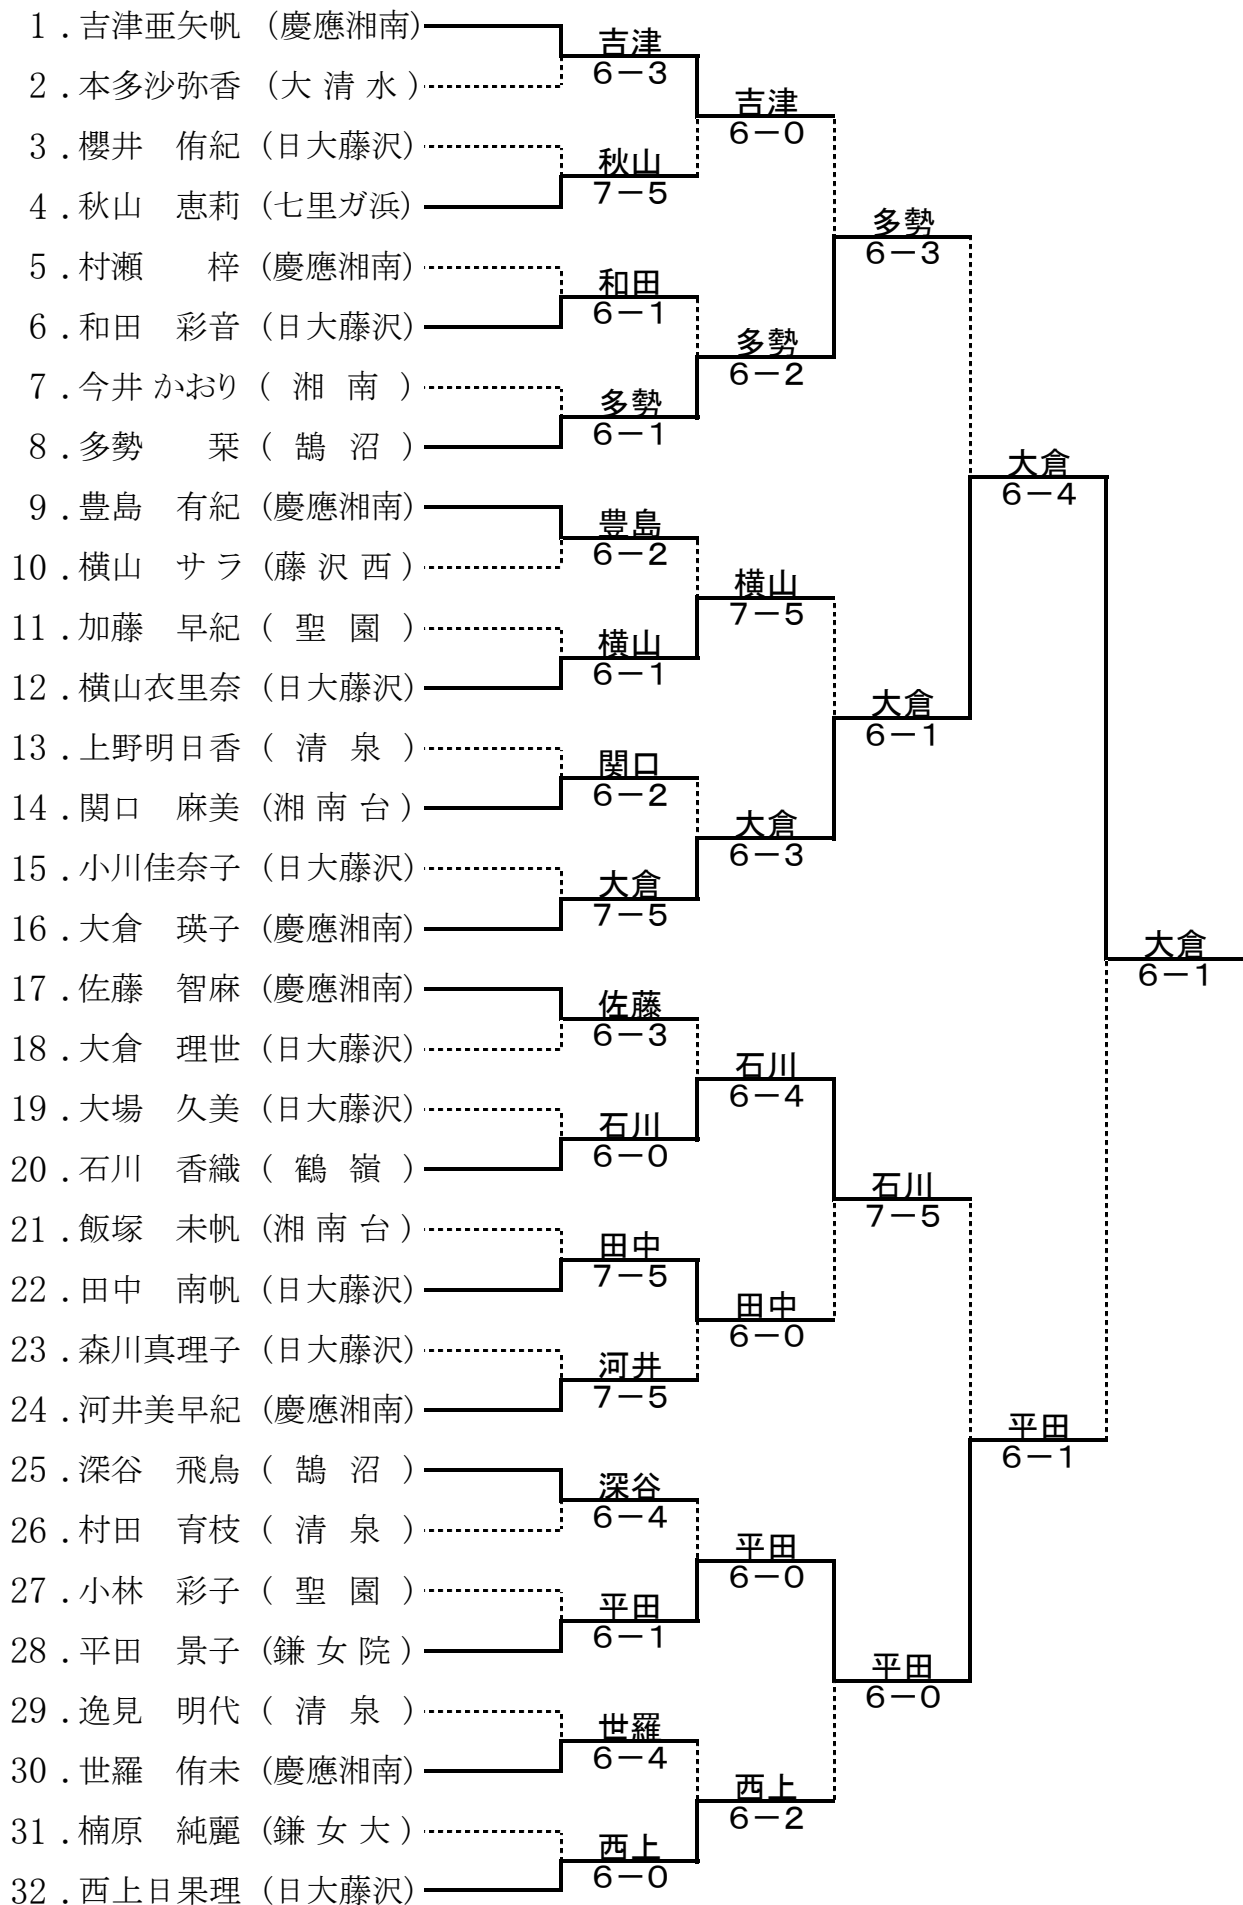 1．吉津亜矢帆 (慶應湘南)
2．本多沙弥香 (大 清 水)
3．櫻井　侑紀 (日大藤沢)
4．秋山　恵莉 (七里ガ浜)
5．村瀬　　梓 (慶應湘南)
6．和田　彩音 (日大藤沢)
7．今井 かおり ( 湘 南 )
8．多勢　　栞 ( 鵠 沼 )
9．豊島　有紀 (慶應湘南)
10．横山　サラ (藤 沢 西)
11．加藤　早紀 ( 聖 園 )
12．横山衣里奈 (日大藤沢)
13．上野明日香 ( 清 泉 )
14．関口　麻美 (湘 南 台)
15．小川佳奈子 (日大藤沢)
16．大倉　瑛子 (慶應湘南)
17．佐藤　智麻 (慶應湘南)
18．大倉　理世 (日大藤沢)
19．大場　久美 (日大藤沢)
20．石川　香織 ( 鶴 嶺 )
21．飯塚　未帆 (湘 南 台)
22．田中　南帆 (日大藤沢)
23．森川真理子 (日大藤沢)
24．河井美早紀 (慶應湘南)
25．深谷　飛鳥 ( 鵠 沼 )
26．村田　育枝 ( 清 泉 )
27．小林　彩子 ( 聖 園 )
28．平田　景子 (鎌 女 院)
29．逸見　明代 ( 清 泉 )
30．世羅　侑未 (慶應湘南)
31．楠原　純麗 (鎌 女 大)
32．西上日果理 (日大藤沢)
吉津
6－3
秋山
7－5
和田
6－1
多勢
6－1
豊島
6－2
横山
6－1
関口
6－2
大倉
7－5
佐藤
6－3
石川
6－0
田中
7－5
河井
7－5
深谷
6－4
平田
6－1
世羅
6－4
西上
6－0
吉津
6－0
多勢
6－2
横山
7－5
大倉
6－3
石川
6－4
田中
6－0
平田
6－0
西上
6－2
多勢
6－3
大倉
6－1
石川
7－5
平田
6－0
大倉
6－4
平田
6－1
大倉
6－1